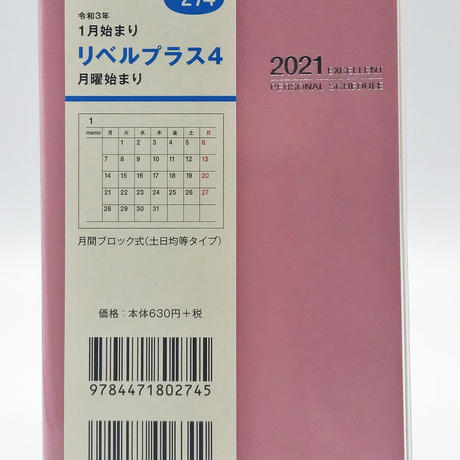 274
令和3年
1月始まり
リベルプラス4
月曜始まり
1
memo 月 火 水 木 金 土 日
1 2 3 4 5 6
7 8 9 10 11 12 13
14 15 16 17 18 19 20
21 22 23 24 25 26 27
28 29 30 31
月間ブロック式(土日均等タイプ)
価格:本体630円+税
9784471802745
2021 EXCELLENT
PERSONAL SCHEDULE